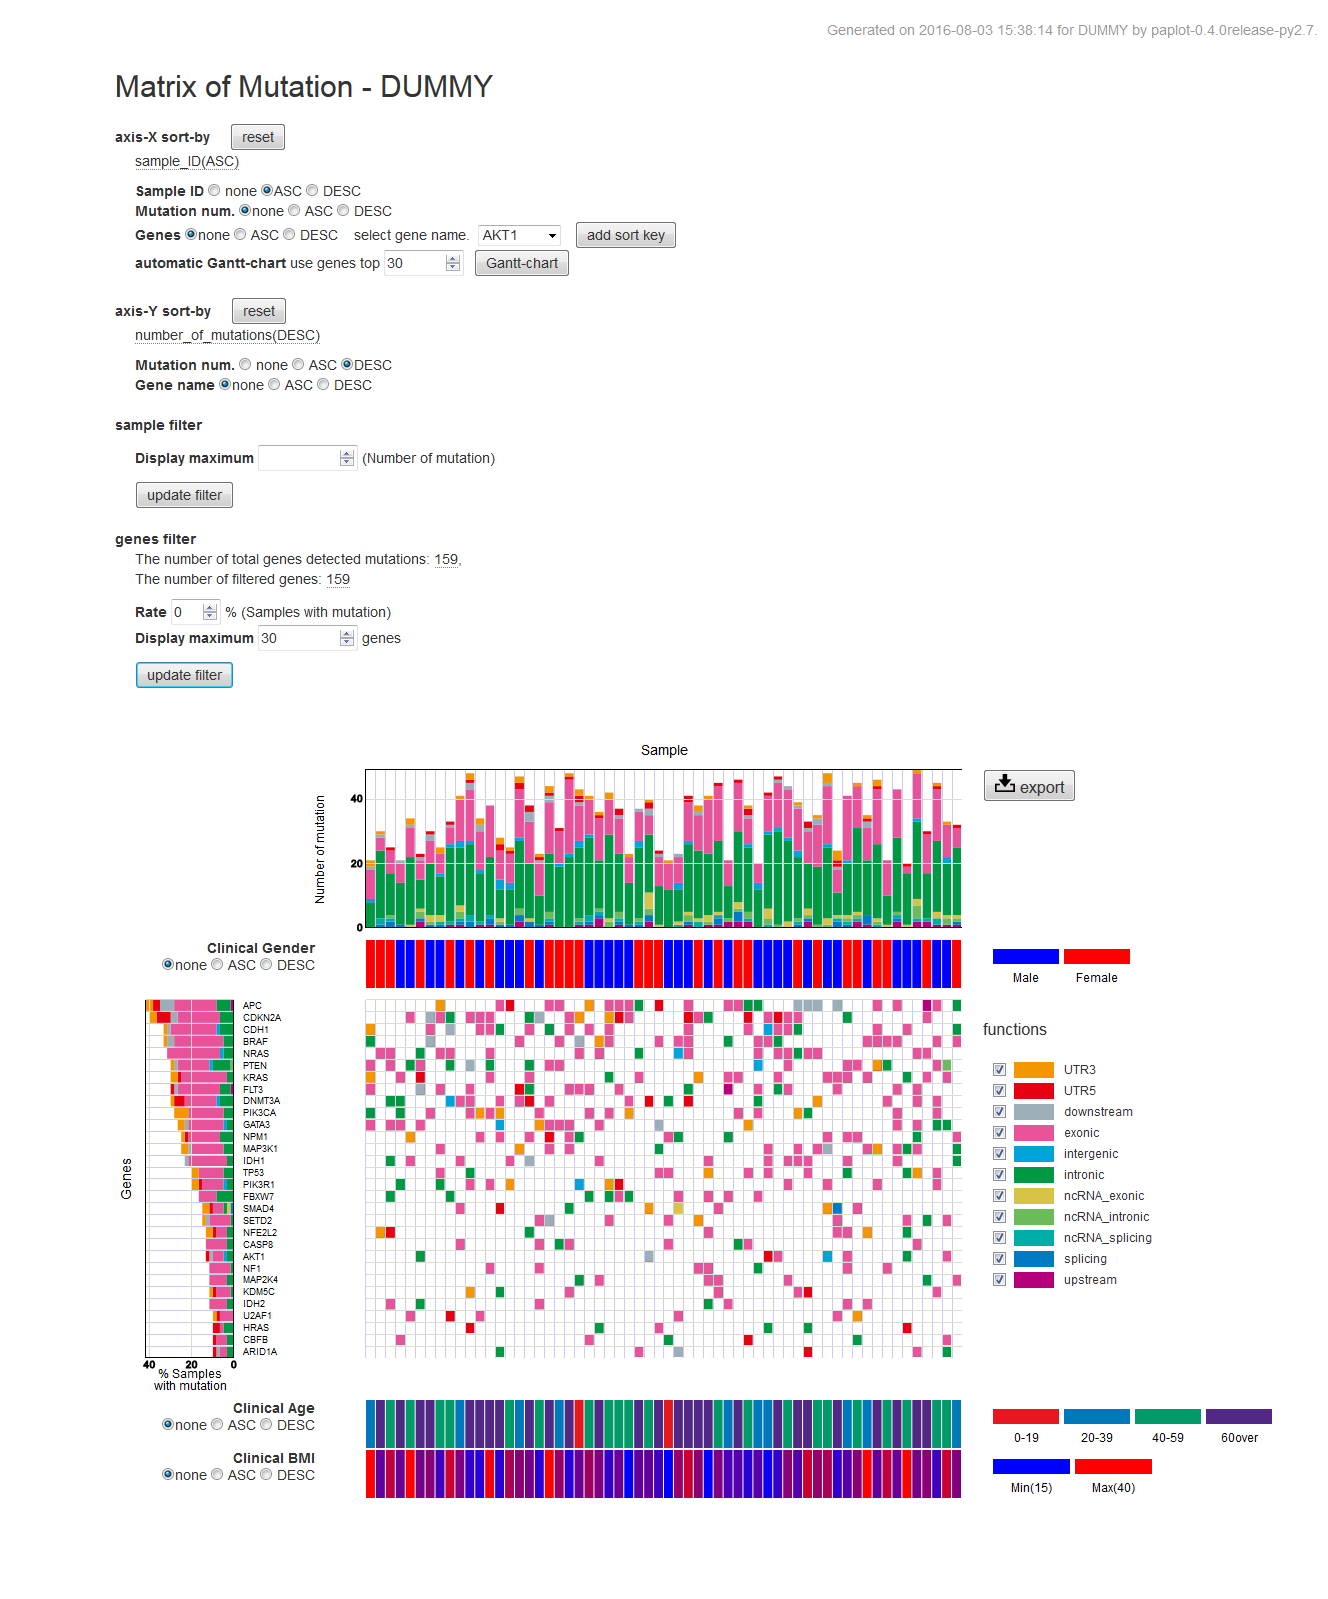 Generated on 2016-08-03 15:38:14 for DUMMY by paplot-0.4.0release-py2.7.
Matrix of Mutation - DUMMY
axis-X sort-by reset
sample_ID(ASC)
Sample ID none ASC DESC
Mutation num. none ASC DESC
Genes none ASC DESC select gene name. AKT1 add sort key
automatic Gantt-chart use genes top 30 Gantt-chart
axis-Y sort-by reset
number_of_mutations(DESC)
Mutation num. none ASC DESC
Gene name none ASC DESC
sample filter
Display maximum (Number of mutation)
update filter
genes filter
The number of total genes detected mutations: 159,
The number of filtered genes: 159
Rate 0 % (Samples with mutation)
Display maximum 30 genes
update filter
Sample
export
Number of mutation
40
20
0
Clinical Gender
none ASC DESC
Male Female
Genes
APC
CDKN2A
CDH1
BRAF
NRAS
PTEN
KRAS
FLT3
DNMT3A
PIK3CA
GATA3
NPM1
MAP3K1
IDH1
TP53
PIK3R1
FBXW7
SMAD4
SETD2
NFE2L2
CASP8
AKT1
NF1
MAP2K4
KDM5C
IDH2
U2AF1
HRAS
CBFB
ARID1A
40 20 0
% Samples
with mutation
functions
UTR3
UTR5
downstream
exonic
intergenic
intronic
ncRNA_exonic
ncRNA_intronic
ncRNA_splicing
splicing
upstream
Clinical Age
none ASC DESC
0-19 20-39 40-59 60over
Clinical BMI
none ASC DESC
Min(15) Max(40)